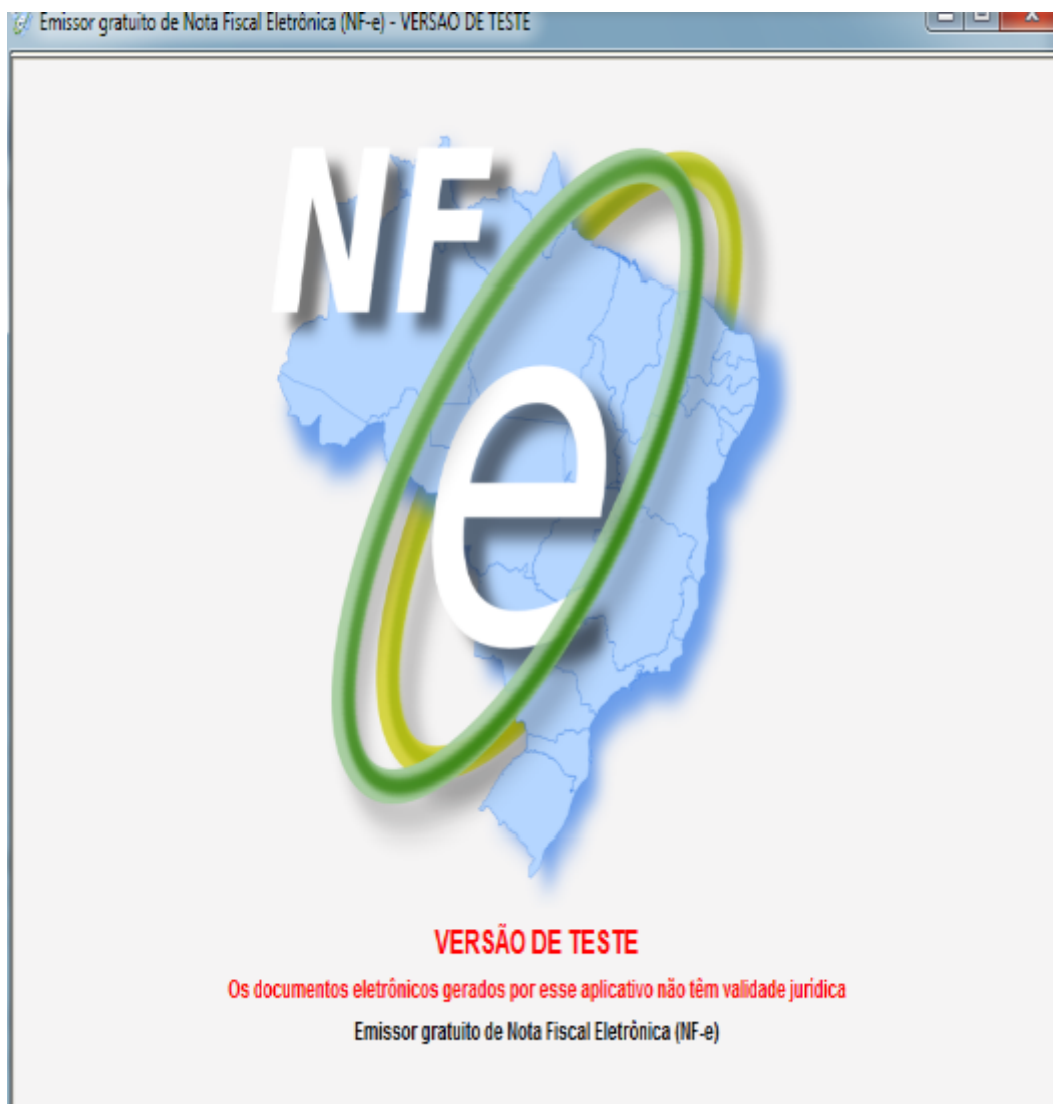 Emissor gratuito de Nota Fiscal Eletrônica (NF-e) - VERSÃO DE TESTE
NF
e
VERSÃO DE TESTE
Os documentos eletrônicos gerados por esse aplicativo não têm validade jurídica
Emissor gratuito de Nota Fiscal Eletrônica (NF-e)